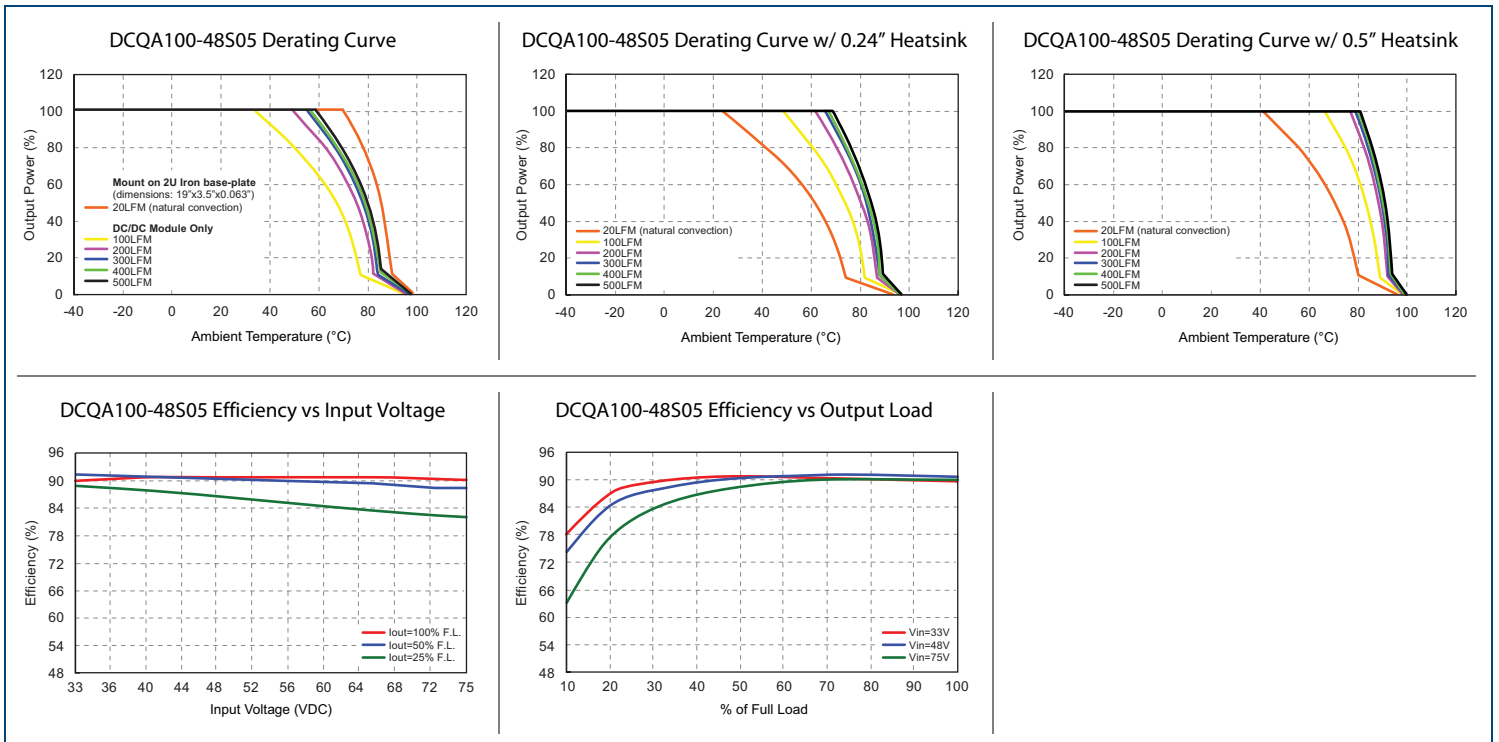 DCQA100-48S05 Derating Curve
120
100
80
60
40
20
0
Output Power (%)
Mount on 2U Iron base-plate
(dimensions: 19"x3.5"x0.063")
20LFM (natural convection)
DC/DC Module Only
100LFM
200LFM
300LFM
400LFM
500LFM
-40 -20 0 20 40 60 80 100 120
Ambient Temperature (°C)
DCQA100-48S05 Derating Curve w/ 0.24” Heatsink
120
100
80
60
40
20
0
Output Power (%)
20LFM (natural convection)
100LFM
200LFM
300LFM
400LFM
500LFM
-40 -20 0 20 40 60 80 100 120
Ambient Temperature (°C)
DCQA100-48S05 Derating Curve w/ 0.5” Heatsink
120
100
80
60
40
20
0
Output Power (%)
20LFM (natural convection)
100LFM
200LFM
300LFM
400LFM
500LFM
-40 -20 0 20 40 60 80 100 120
Ambient Temperature (°C)
DCQA100-48S05 Efficiency vs Input Voltage
96
90
84
78
72
66
60
54
48
Efficiency (%)
Iout=100% F.L.
Iout=50% F.L.
Iout=25% F.L.
33 36 40 44 48 52 56 60 64 68 72 75
Input Voltage (VDC)
DCQA100-48S05 Efficiency vs Output Load
96
90
84
78
72
66
60
54
48
Efficiency (%)
Vin=33V
Vin=48V
Vin=75V
10 20 30 40 50 60 70 80 90 100
% of Full Load